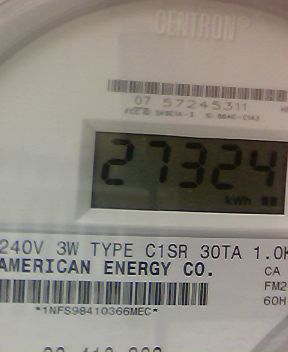 CENTRON®
07 57245311
27324
kWh
240V 3W TYPE C1SR 30TA 1.0K
AMERICAN ENERGY CO.
CA
FM2
60H
*1NFS98410366MEC*